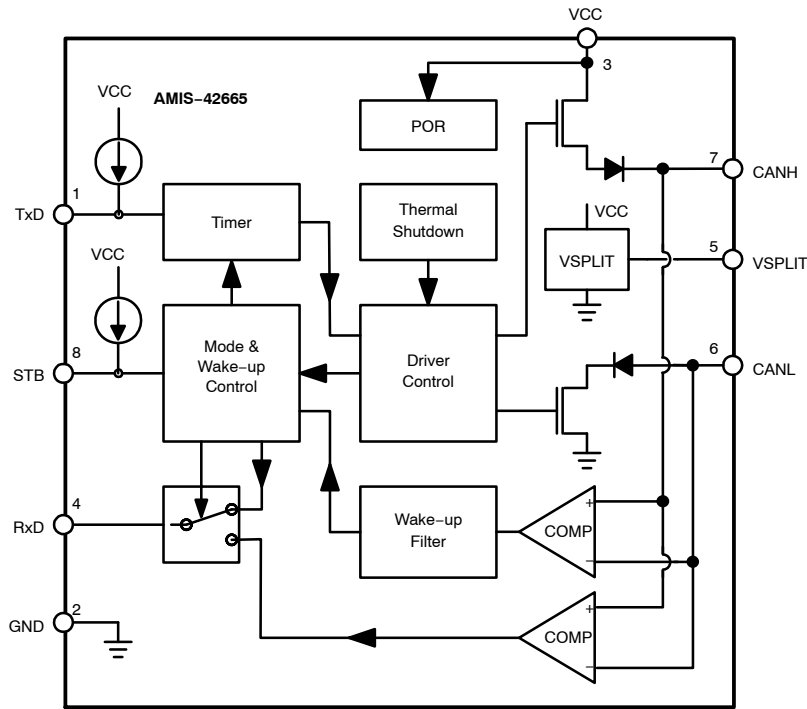 VCC
3
VCC
AMIS−42665
POR
7
CANH
1
TxD
Timer
Thermal
Shutdown
VCC
5
VSPLIT
VSPLIT
VCC
8
STB
Mode &
Wake−up
Control
Driver
Control
6
CANL
4
RxD
Wake−up
Filter
+
COMP
−
2
GND
+
COMP
−